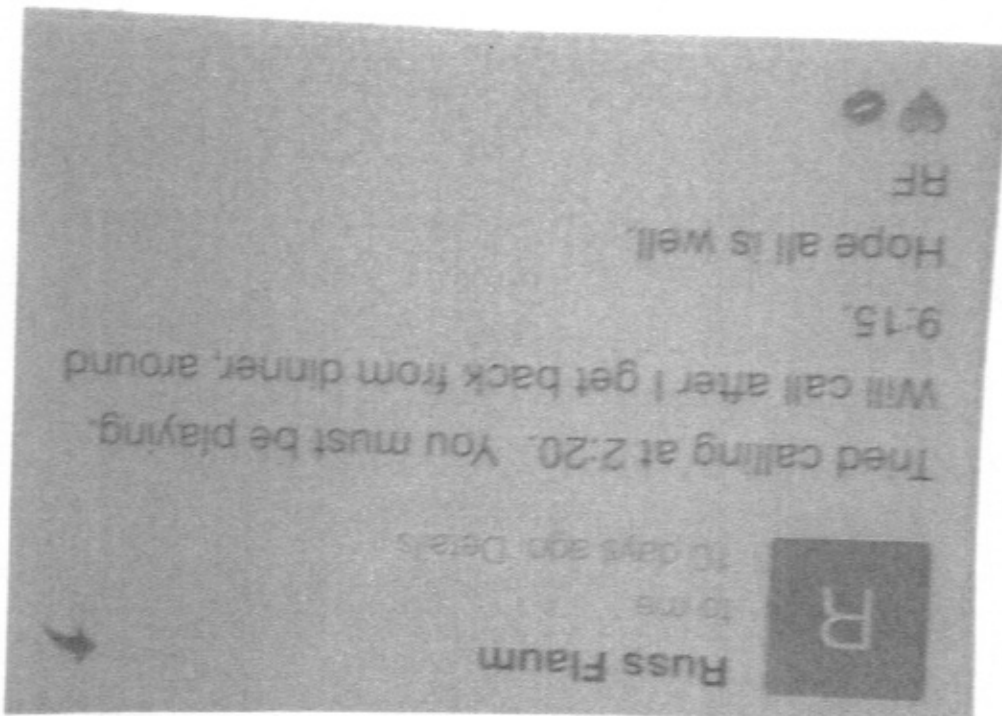 R
Russ Flaum
to me
10 days ago Details
Tried calling at 2:20. You must be playing.
Will call after I get back from dinner, around
9:15.
Hope all is well.
RF